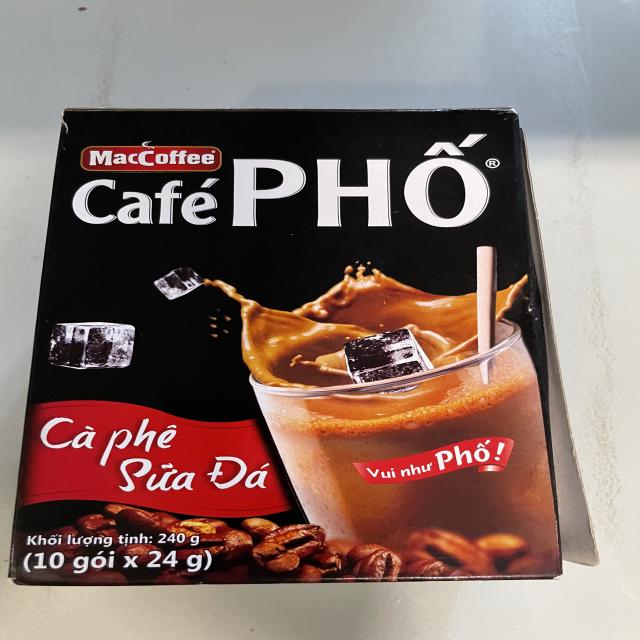 MacCoffee
Café PHỐ®
Cà phê
Sữa Đá
Vui như Phố!
Khối lượng tịnh: 240 g
(10 gói x 24 g)